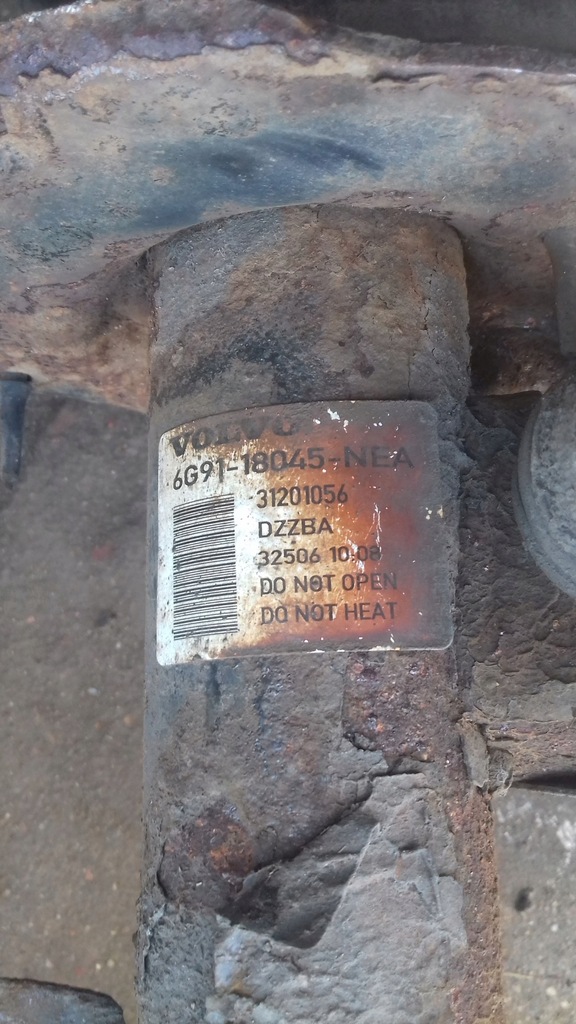 VOLVO
6G91-18045-NEA
31201056
DZZBA
32506 10:08
DO NOT OPEN
DO NOT HEAT